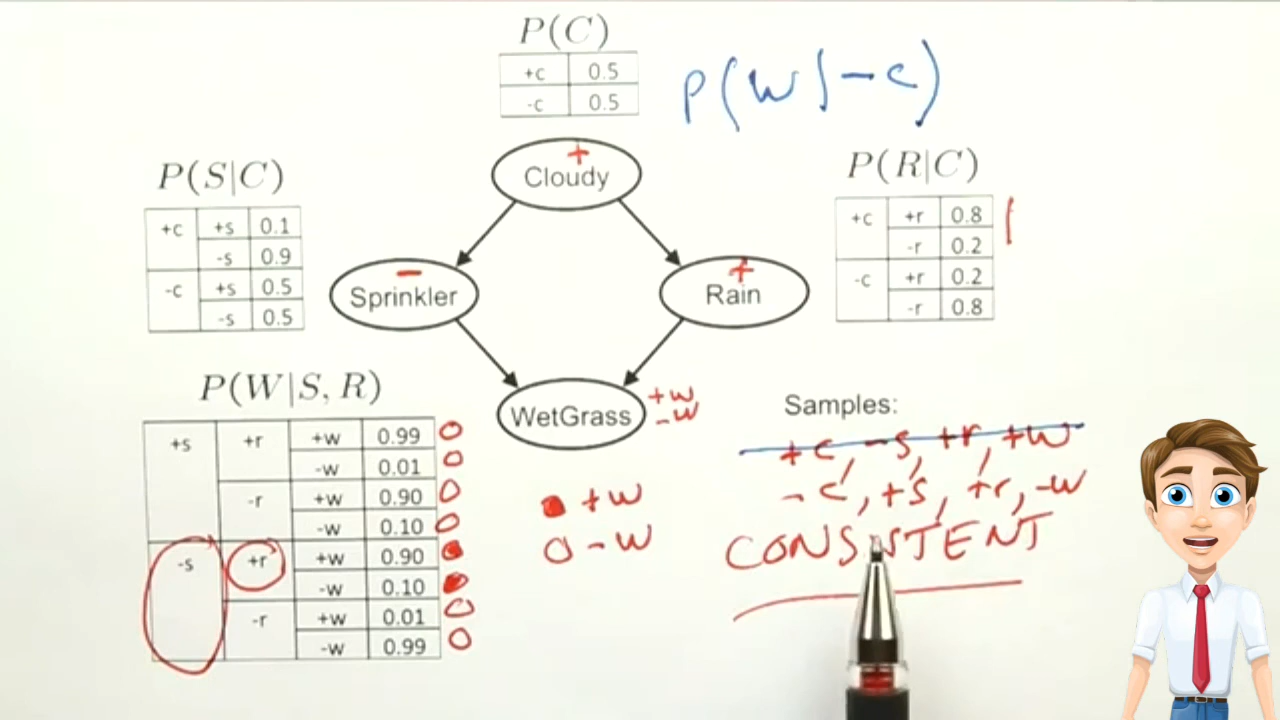 P(C)
+c 0.5
-c 0.5
P(W|-c)
Cloudy
+
P(S|C)
+c +s 0.1
-s 0.9
-c +s 0.5
-s 0.5
P(R|C)
+c +r 0.8
-r 0.2
-c +r 0.2
-r 0.8
Sprinkler
-
Rain
+
WetGrass
+w
-w
P(W|S, R)
+s +r +w 0.99
-w 0.01
-r +w 0.90
-w 0.10
-s +r +w 0.90
-w 0.10
-r +w 0.01
-w 0.99
+w
-w
Samples:
+c, -s, +r, +w
-c, +s, +r, -w
CONSISTENT